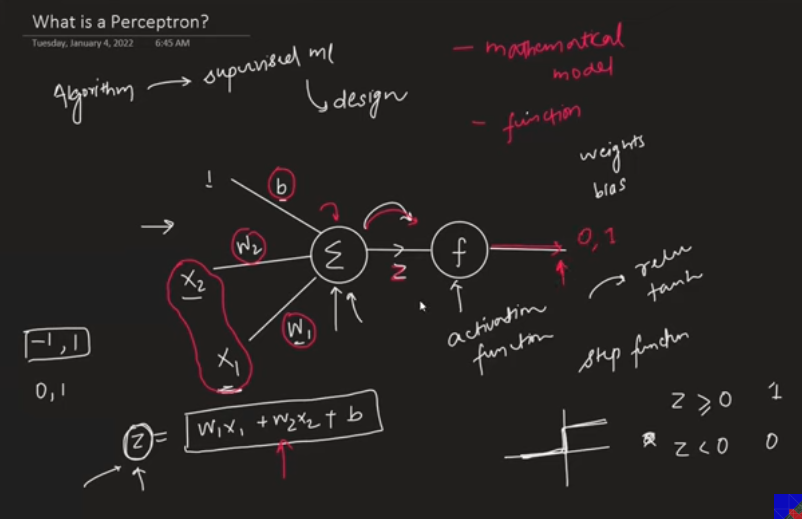 What is a Perceptron?
Tuesday, January 4, 2022 6:45 AM
Algorithm → supervised ml
design
- mathematical
model
- function
weights
bias
1
b
W2
X2
W1
X1
Σ
z
f
0, 1
activation
function
relu
tanh
step function
-1, 1
0, 1
z = W1X1 + W2X2 + b
z ≥ 0 1
z < 0 0